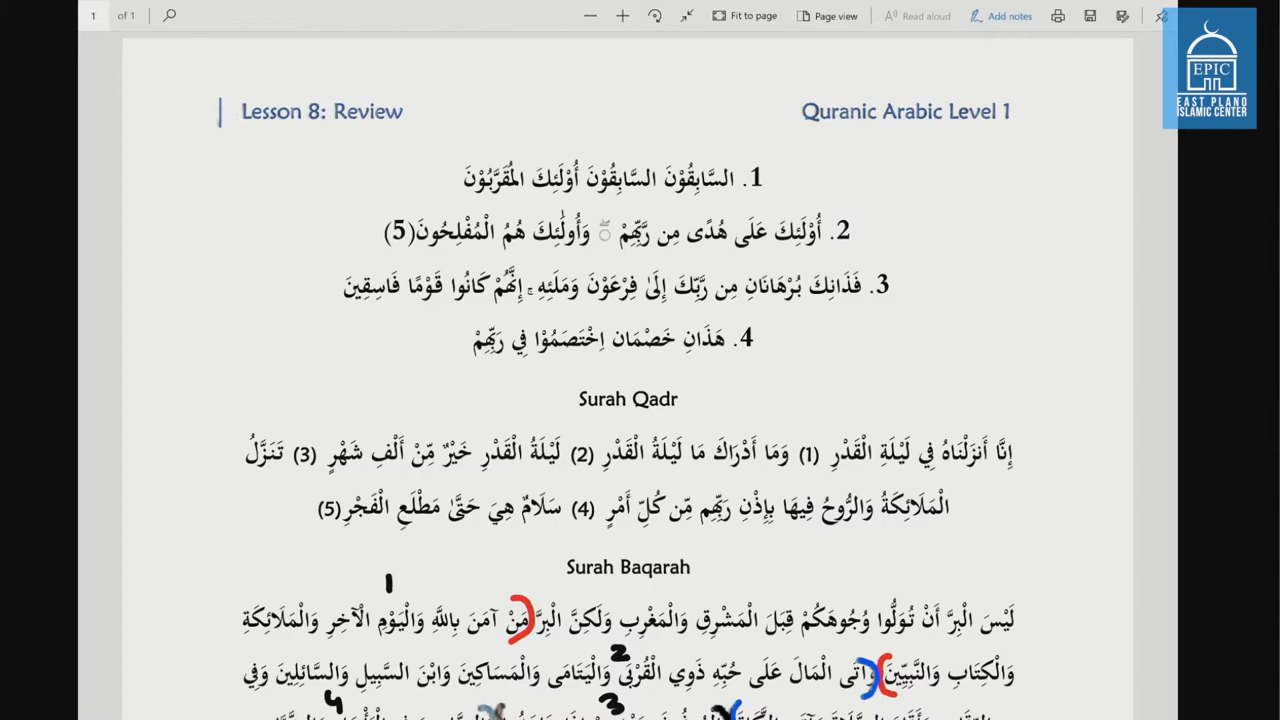 1 of 1 Fit to page Page view Read aloud Add notes
EPIC
EAST PLANO
ISLAMIC CENTER
Lesson 8: Review Quranic Arabic Level 1
1. السَّابِقُوْنَ السَّابِقُوْنَ أُوْلَئِكَ المُقَرَّبُوْنَ
2. أُوْلَئِكَ عَلَى هُدًى مِن رَّبِّهِمْ ۖ وَأُولَٰئِكَ هُمُ الْمُفْلِحُونَ(5)
3. فَذَانِكَ بُرْهَانَانِ مِن رَّبِّكَ إِلَىٰ فِرْعَوْنَ وَمَلَئِهِ ۚ إِنَّهُمْ كَانُوا قَوْمًا فَاسِقِينَ
4. هَذَانِ خَصْمَان اِخْتَصَمُوْا فِي رَبِّهِمْ
Surah Qadr
إِنَّا أَنزَلْنَاهُ فِي لَيْلَةِ الْقَدْرِ (1) وَمَا أَدْرَاكَ مَا لَيْلَةُ الْقَدْرِ (2) لَيْلَةُ الْقَدْرِ خَيْرٌ مِّنْ أَلْفِ شَهْرٍ (3) تَنَزَّلُ
الْمَلَائِكَةُ وَالرُّوحُ فِيهَا بِإِذْنِ رَبِّهِم مِّن كُلِّ أَمْرٍ (4) سَلَامٌ هِيَ حَتَّىٰ مَطْلَعِ الْفَجْرِ(5)
Surah Baqarah
1
لَيْسَ الْبِرَّ أَنْ تُوَلُّوا وُجُوهَكُمْ قِبَلَ الْمَشْرِقِ وَالْمَغْرِبِ وَلَكِنَّ الْبِرَّ مَنْ آمَنَ بِاللَّهِ وَالْيَوْمِ الْآخِرِ وَالْمَلَائِكَةِ
2
وَالْكِتَابِ وَالنَّبِيِّينَ وَآتَى الْمَالَ عَلَى حُبِّهِ ذَوِي الْقُرْبَى وَالْيَتَامَى وَالْمَسَاكِينَ وَابْنَ السَّبِيلِ وَالسَّائِلِينَ وَفِي
3 4